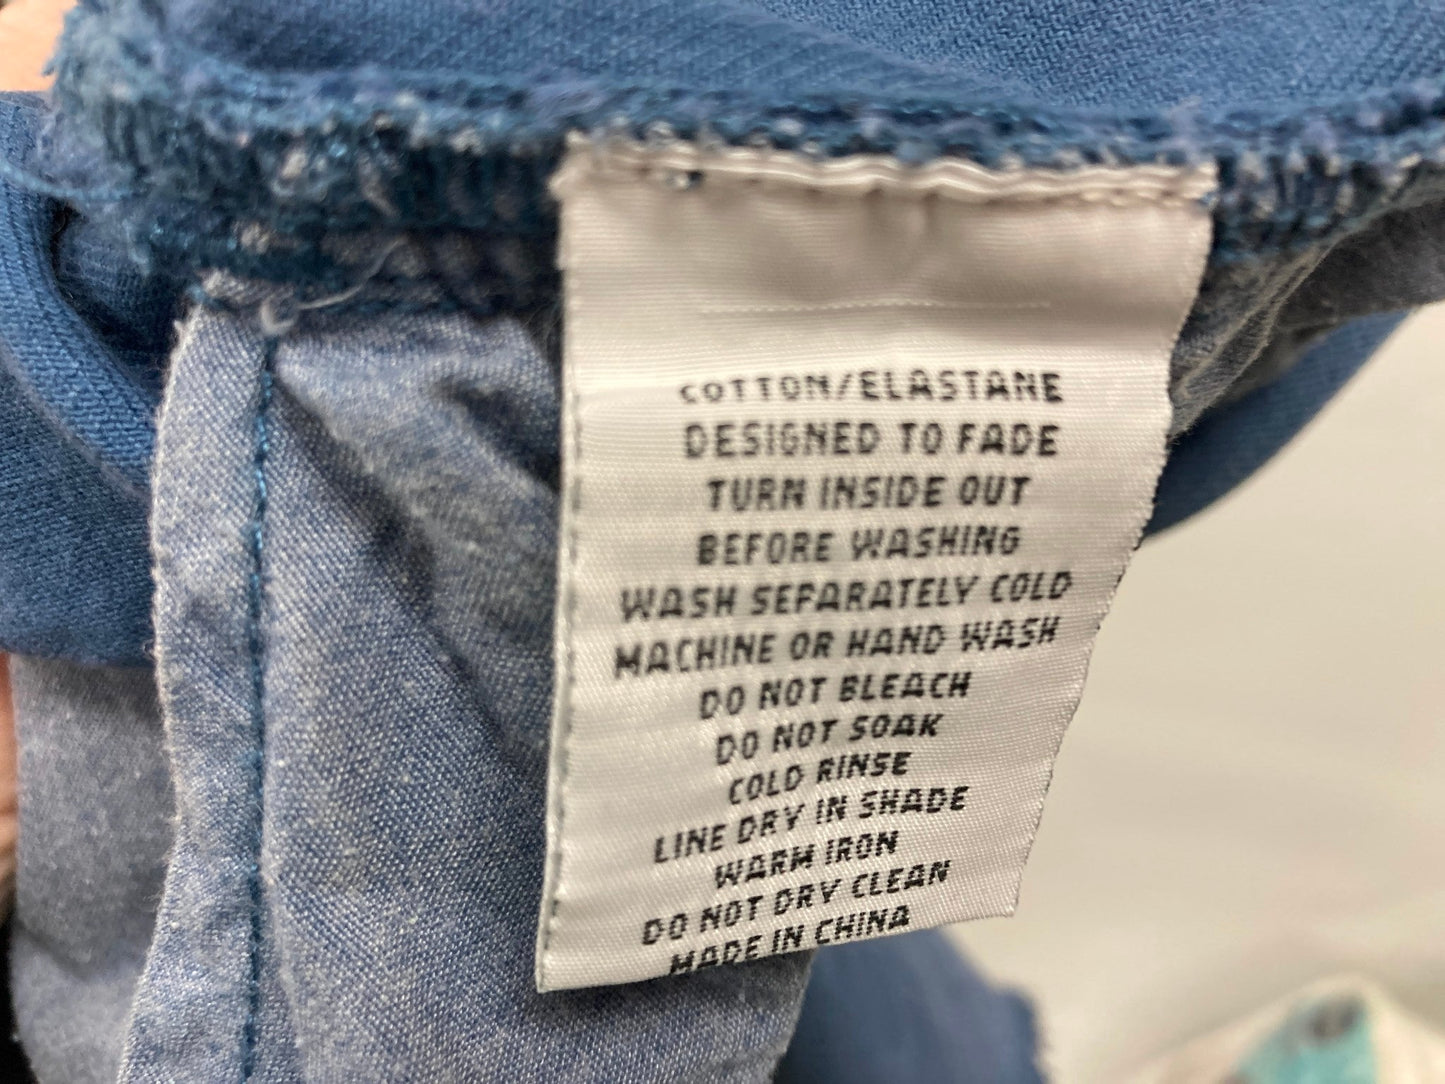 COTTON/ELASTANE
DESIGNED TO FADE
TURN INSIDE OUT
BEFORE WASHING
WASH SEPARATELY COLD
MACHINE OR HAND WASH
DO NOT BLEACH
DO NOT SOAK
COLD RINSE
LINE DRY IN SHADE
WARM IRON
DO NOT DRY CLEAN
MADE IN CHINA